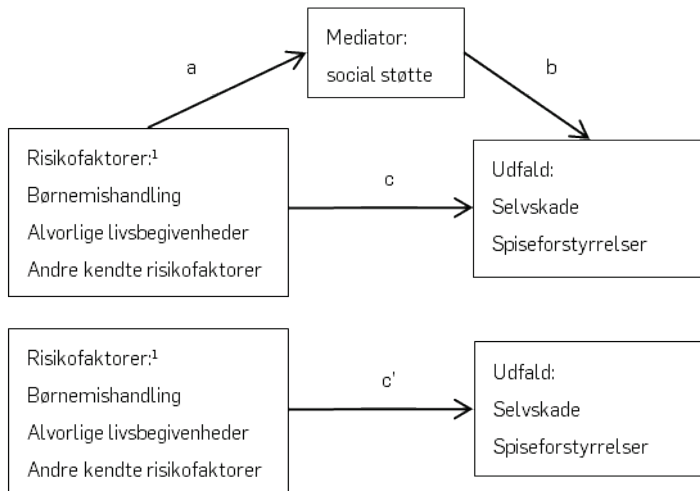 Mediator:
social støtte
a
b
Risikofaktorer:¹
Børnemishandling
Alvorlige livsbegivenheder
Andre kendte risikofaktorer
c
Udfald:
Selvskade
Spiseforstyrrelser
Risikofaktorer:¹
Børnemishandling
Alvorlige livsbegivenheder
Andre kendte risikofaktorer
c'
Udfald:
Selvskade
Spiseforstyrrelser